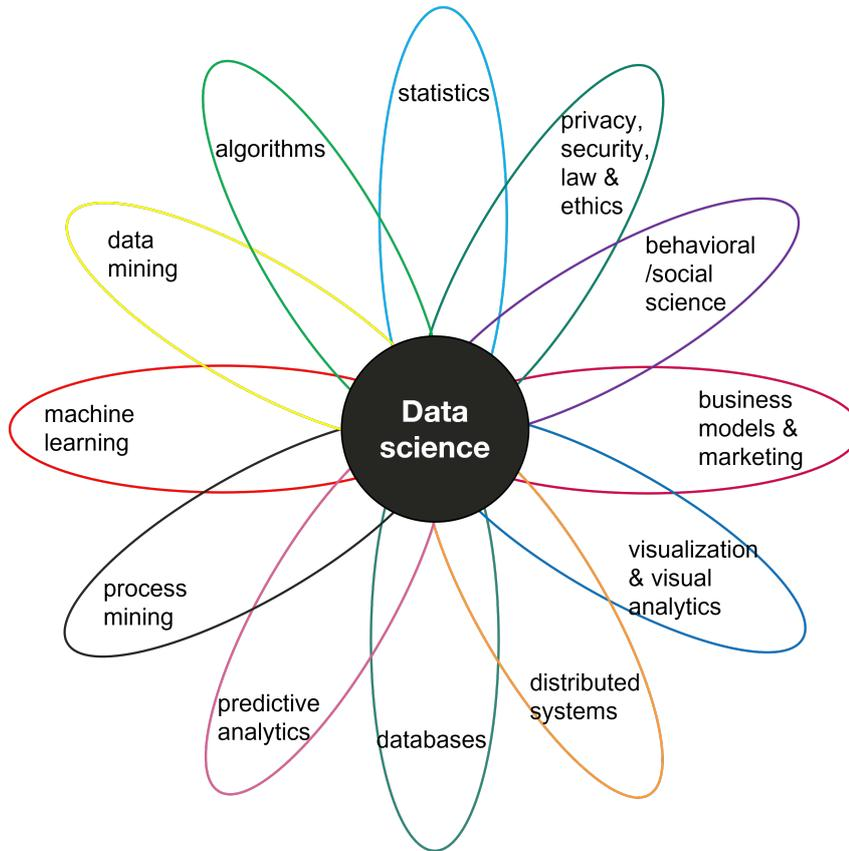 statistics
privacy,
security,
law &
ethics
behavioral
/social
science
business
models &
marketing
visualization
& visual
analytics
distributed
systems
databases
predictive
analytics
process
mining
machine
learning
data
mining
algorithms
Data
science